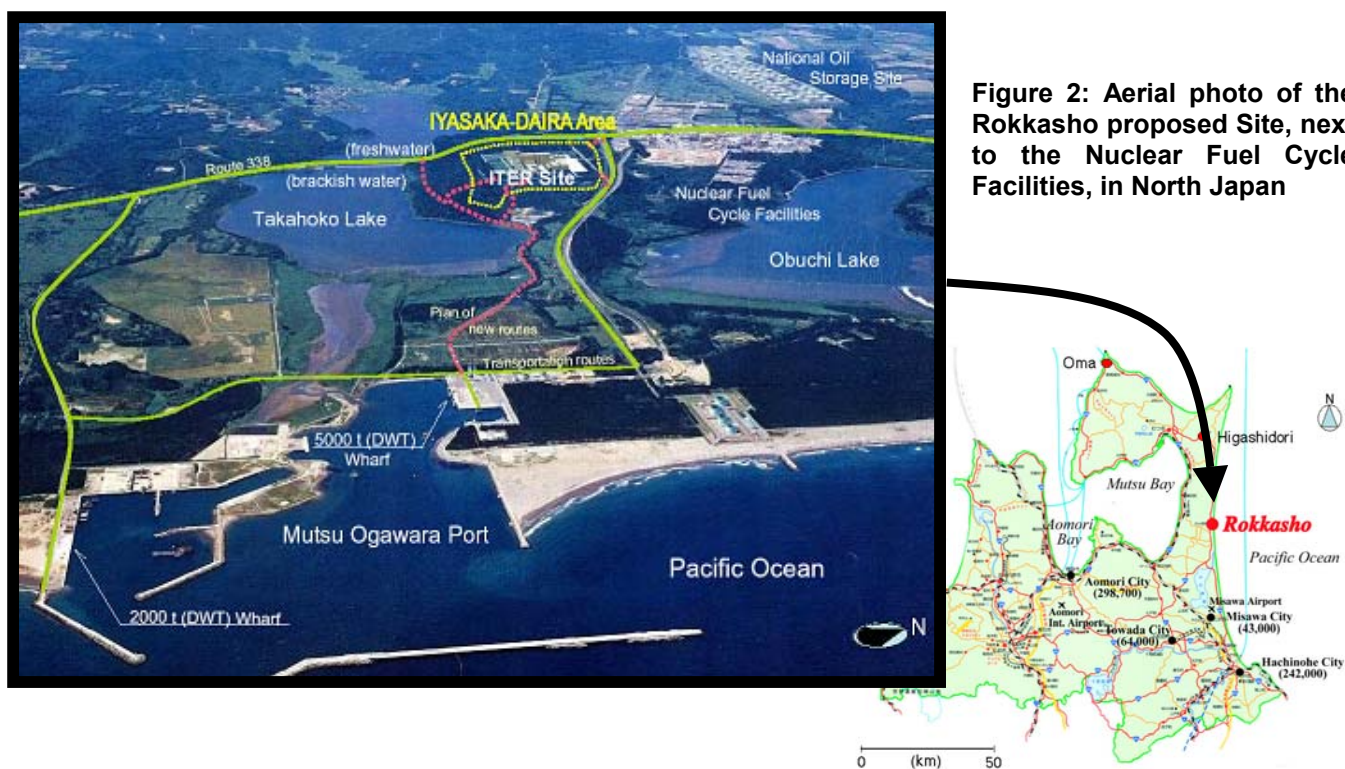 National Oil
Storage Site
IYASAKA-DAIRA Area
Route 338
(freshwater)
(brackish water)
ITER Site
Takahoko Lake
Nuclear Fuel
Cycle Facilities
Obuchi Lake
Plan of
new routes
Transportation routes
5000 t (DWT)
Wharf
Mutsu Ogawara Port
Pacific Ocean
2000 t (DWT) Wharf
N
Figure 2: Aerial photo of the
Rokkasho proposed Site, nex
to the Nuclear Fuel Cycle
Facilities, in North Japan
Oma
N
Higashidori
Mutsu Bay
Aomori
Bay
Rokkasho
Pacific Ocean
Aomori City
(298,700)
Aomori
Int. Airport
Misawa Airport
Misawa City
(43,000)
Towada City
(64,000)
Hachinohe City
(242,000)
0 (km) 50